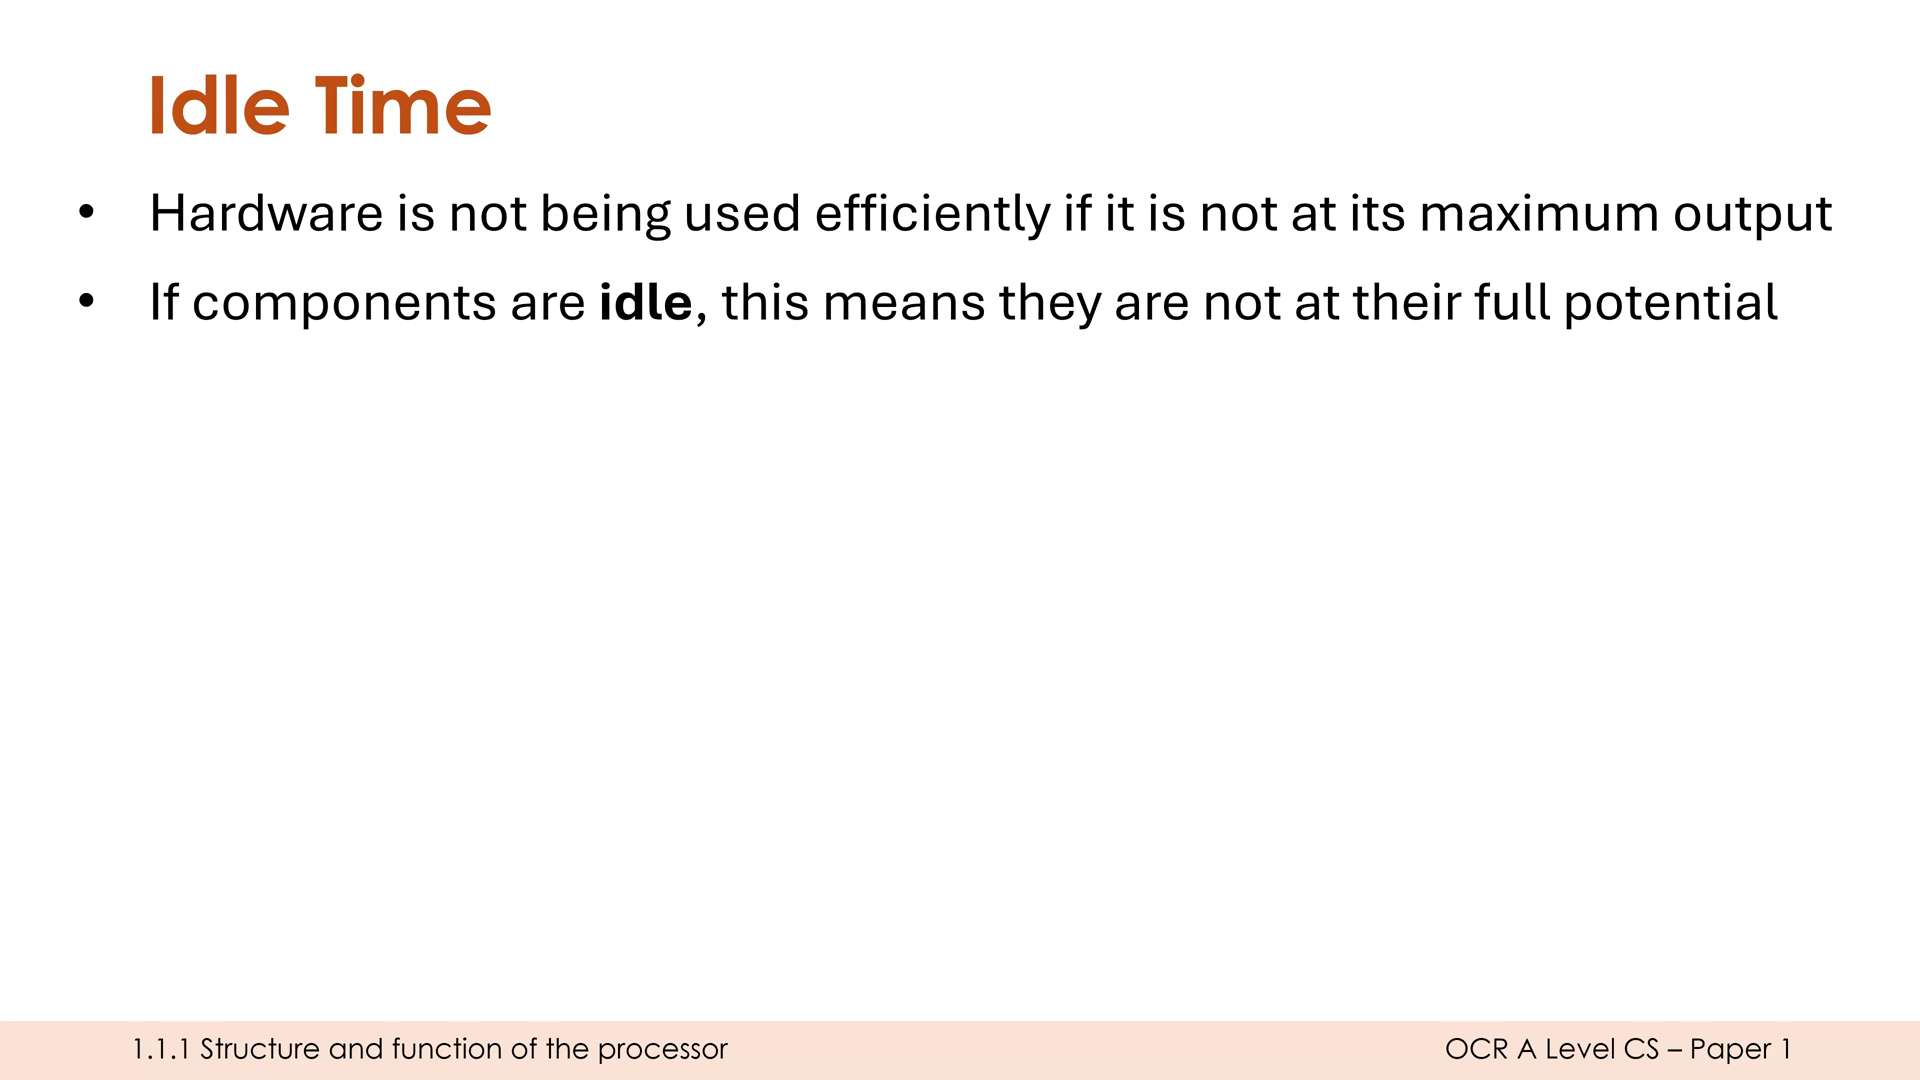 Idle Time
• Hardware is not being used efficiently if it is not at its maximum output
• If components are idle, this means they are not at their full potential
1.1.1 Structure and function of the processor
OCR A Level CS – Paper 1